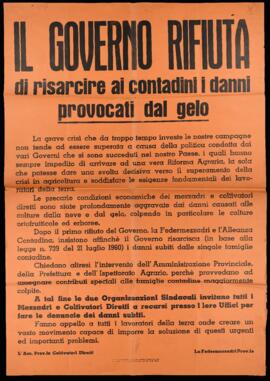 IL GOVERNO RIFIUTA
di risarcire ai contadini i danni
provocati dal gelo
La grave crisi che da troppo tempo investe le nostre campagne
non tende ad essere superata a causa della politica condotta dai
vari Governi che si sono succeduti nel nostro Paese, i quali hanno
sempre impedito di arrivare ad una vera Riforma Agraria, la sola
che potesse dare una svolta decisiva verso il superamento della
crisi in agricoltura e soddisfare le esigenze fondamentali dei lavo-
ratori della terra.
Le precarie condizioni economiche dei mezzadri e coltivatori
diretti sono state profondamente aggravate dai danni causati alle
colture dalla neve e dal gelo, colpendo in particolare le colture
ortofrutticole ed erboree.
Dopo il primo rifiuto del Governo, la Federmezzadri e l'Alleanza
Contadina, insistono affinchè il Governo risarcisca (in base alla
legge n. 739 del 21 luglio 1960) i danni subiti dalle singole famiglie
contadine.
Chiedono altresì l'intervento dell'Amministrazione Provinciale,
della Prefettura e dell'Ispettorato Agrario, perchè provvedano ad
assegnare contributi speciali alle famiglie contadine maggiormente
colpite.
A tal fine le due Organizzazioni Sindacali invitano tutti i
Mezzadri e Coltivatori Diretti a recarsi presso i loro Uffici per
fare le denuncie dei danni subiti.
Fanno appello a tutti i lavoratori della terra onde creare un
vasto movimento capace di imporre la soluzione di questi urgenti
ed importanti problemi.
L'Ass. Prov.le Coltivatori Diretti
La Federmezzadri Prov.le